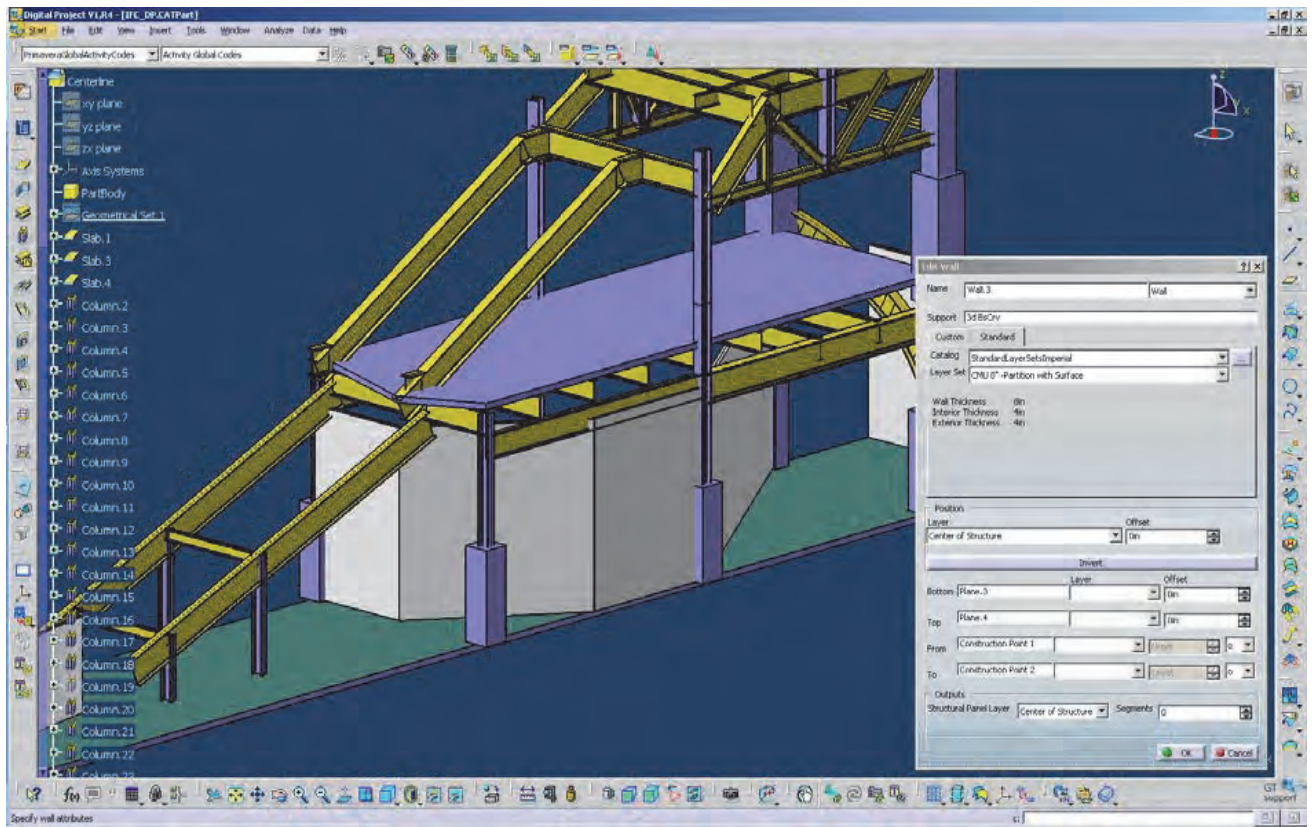 Digital Project V1,R4 - [IFC_DP.CATPart]
Start File Edit View Insert Tools Window Analyze Data Help
PrimaveraGlobalActivityCodes Activity Global Codes
Centerline
xy plane
yz plane
zx plane
Axis Systems
PartBody
Geometrical Set.1
Slab.1
Slab.3
Slab.4
Column.2
Column.3
Column.4
Column.5
Column.6
Column.7
Column.8
Column.9
Column.10
Column.11
Column.12
Column.13
Column.14
Column.15
Column.16
Column.17
Column.18
Column.19
Column.20
Column.21
Column.22
Column.23
z
x
Edit Wall
Name Wall.3 Wall
Support 3d BsCrv
Custom Standard
Catalog StandardLayerSetsImperial ...
Layer Set CMU 8" -Partition with Surface
Wall Thickness 8in
Interior Thickness 4in
Exterior Thickness 4in
Position
Layer Offset
Center of Structure 0in
Invert
Layer Offset
Bottom Plane.3 0in
Top Plane.4 0in
From Construction Point 1
To Construction Point 2
Outputs
Structural Panel Layer Center of Structure Segments 0
OK Cancel
f(x)
GT
support
Specify wall attributes
c: